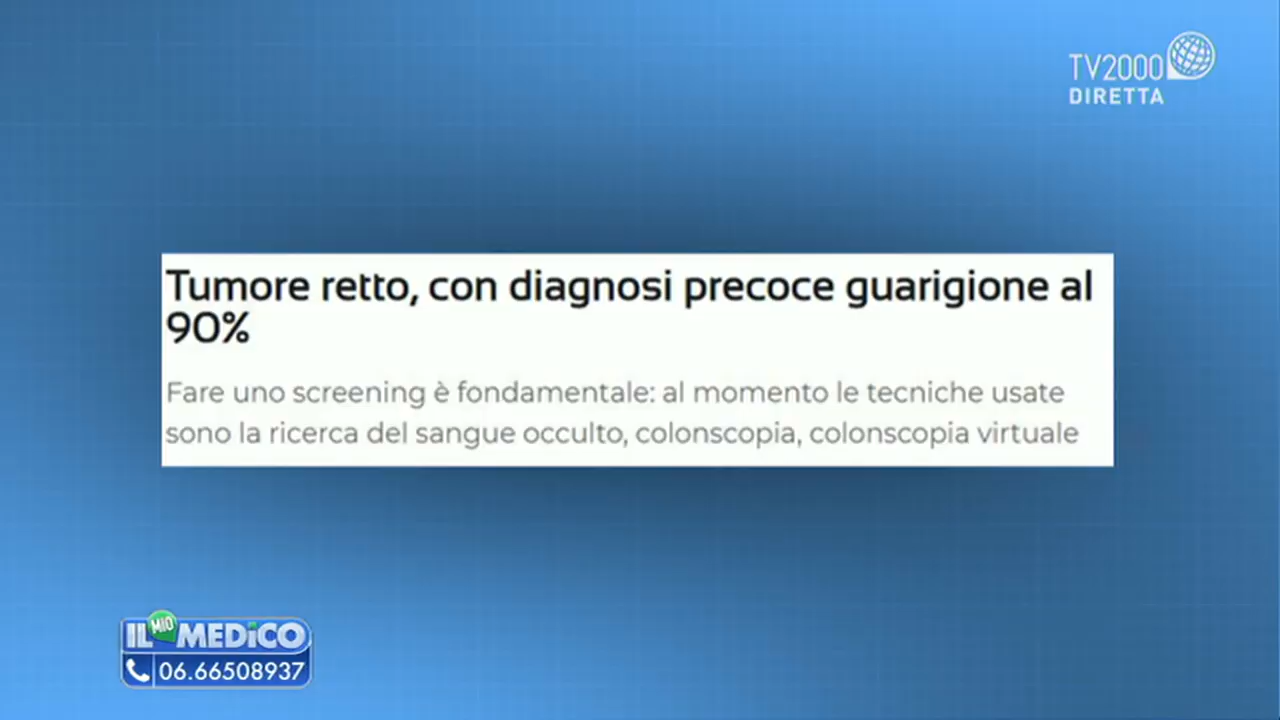 TV2000
DIRETTA
Tumore retto, con diagnosi precoce guarigione al
90%
Fare uno screening è fondamentale: al momento le tecniche usate
sono la ricerca del sangue occulto, colonscopia, colonscopia virtuale
IL MIO MEDICO
06.66508937